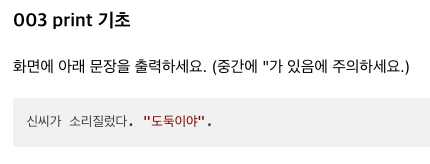 003 print 기초
화면에 아래 문장을 출력하세요. (중간에 "가 있음에 주의하세요.)
신씨가 소리질렀다. "도둑이야".